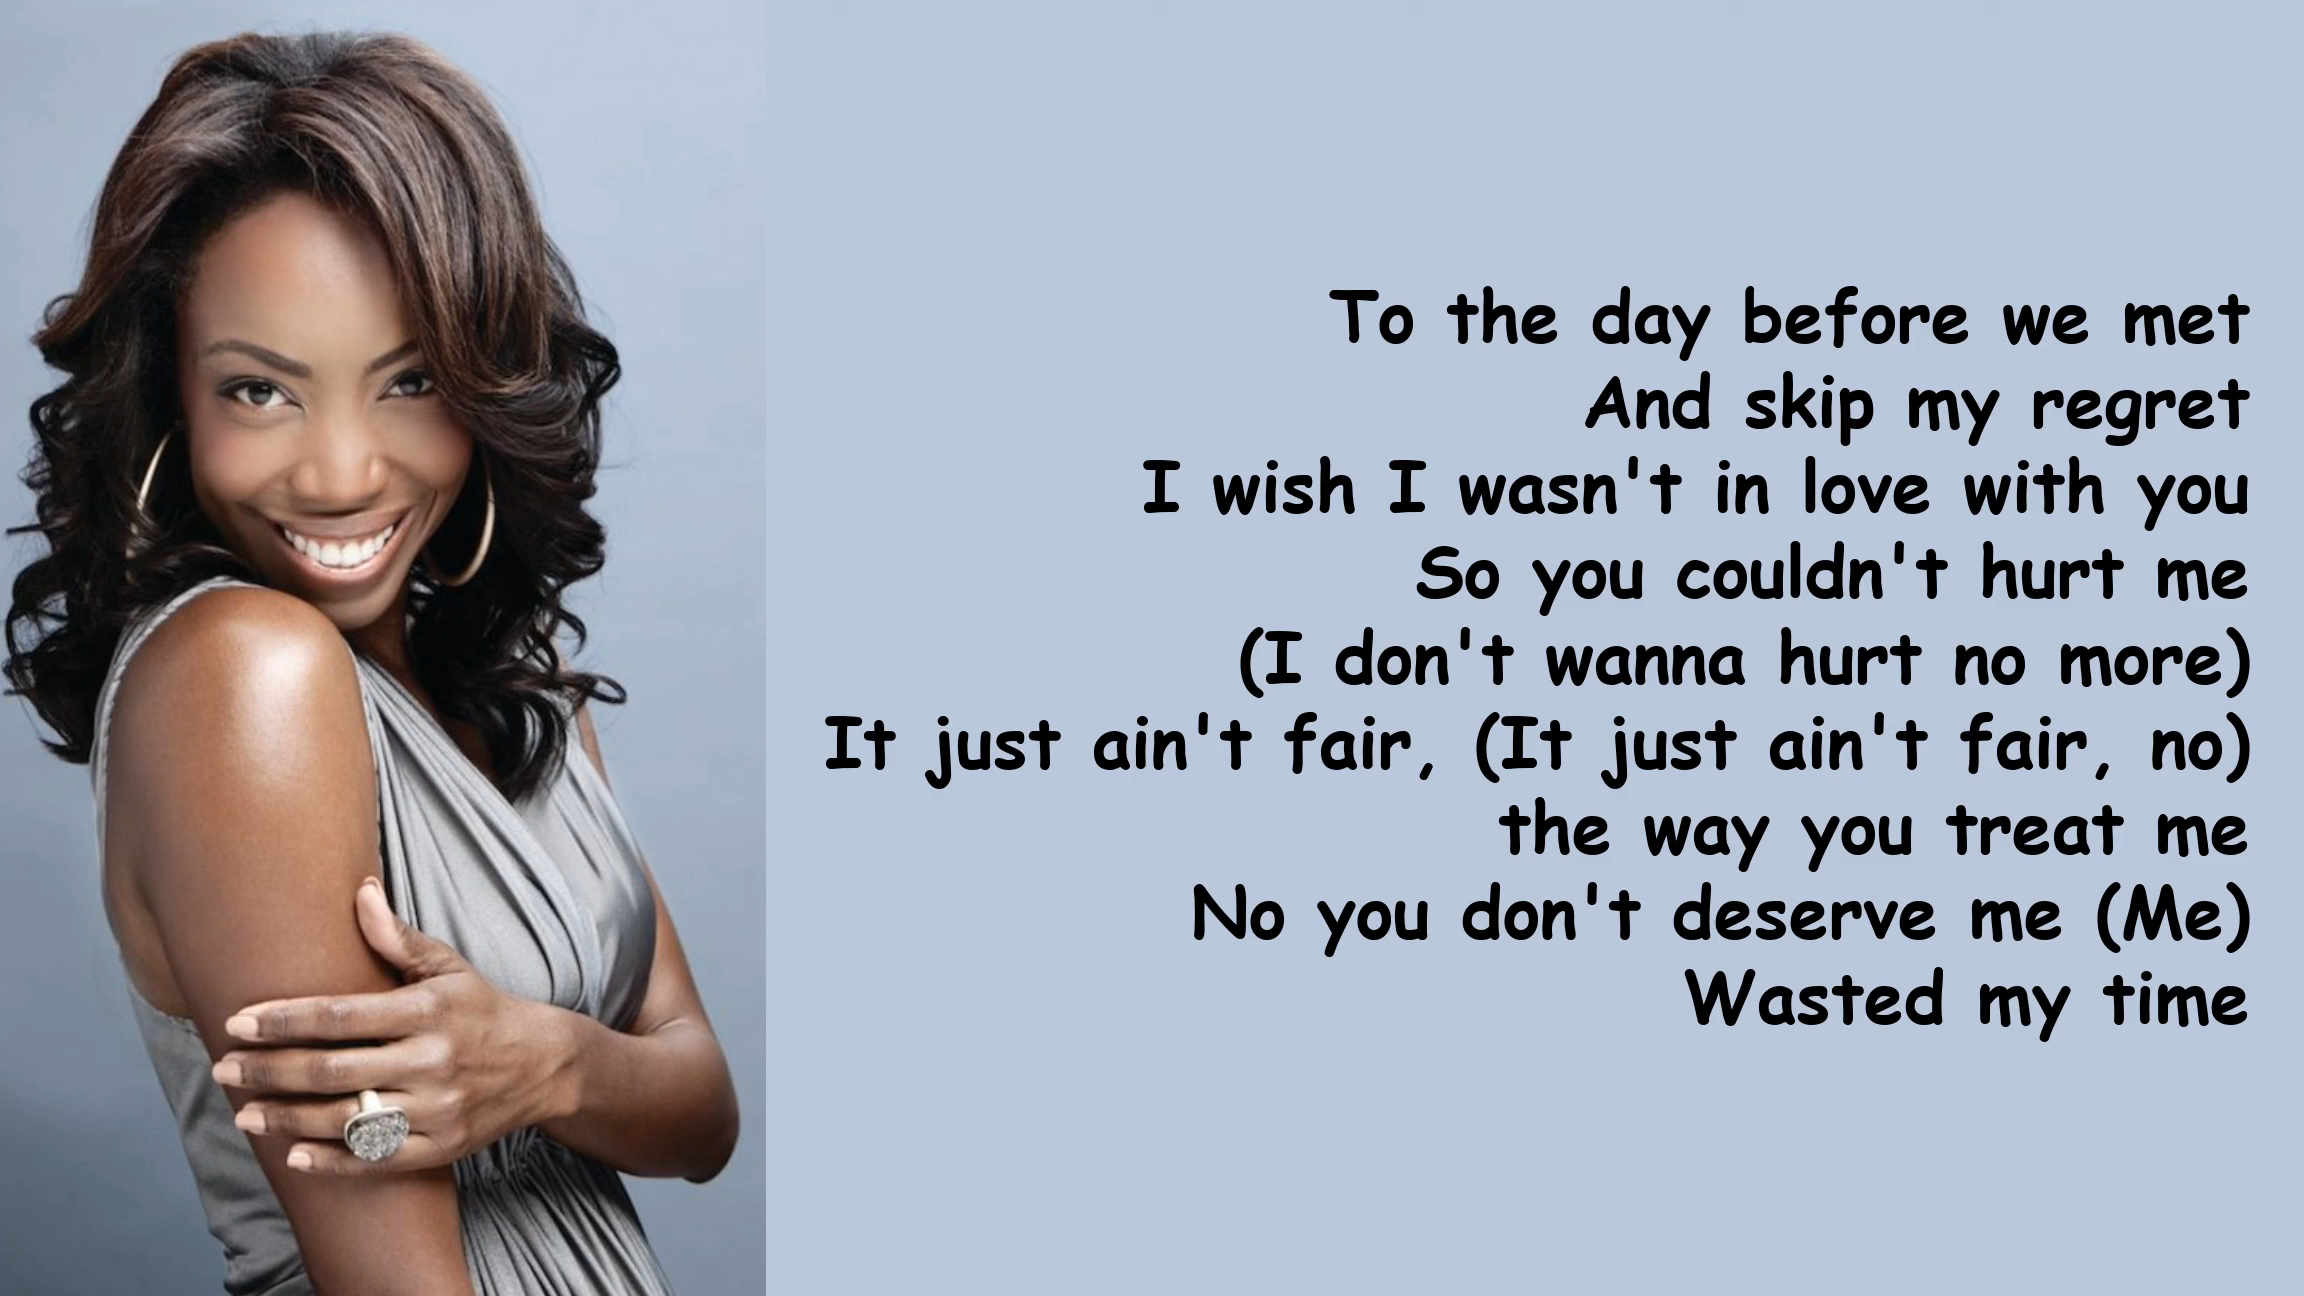 To the day before we met
And skip my regret
I wish I wasn't in love with you
So you couldn't hurt me
(I don't wanna hurt no more)
It just ain't fair, (It just ain't fair, no)
the way you treat me
No you don't deserve me (Me)
Wasted my time